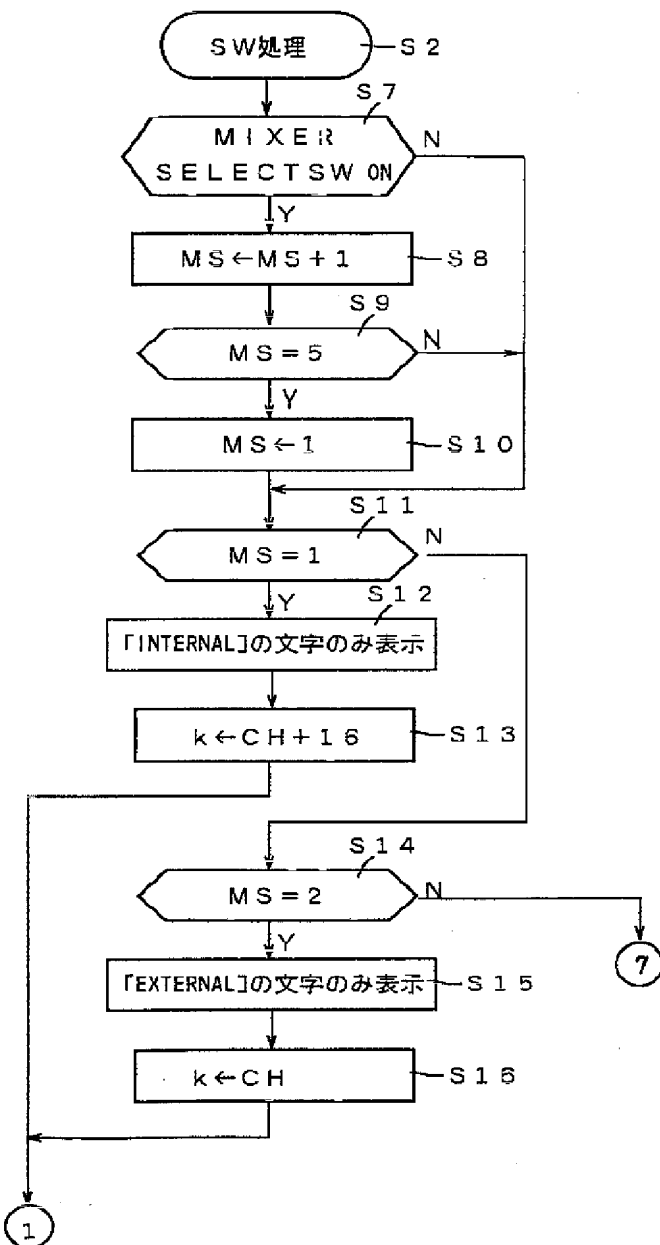 SW処理
S2
S7
MIXER
SELECTSW ON
N
Y
MS←MS+1
S8
S9
MS=5
N
Y
MS←1
S10
S11
MS=1
N
Y
S12
「INTERNAL」の文字のみ表示
k←CH+16
S13
S14
MS=2
N
Y
7
「EXTERNAL」の文字のみ表示
S15
k←CH
S16
1